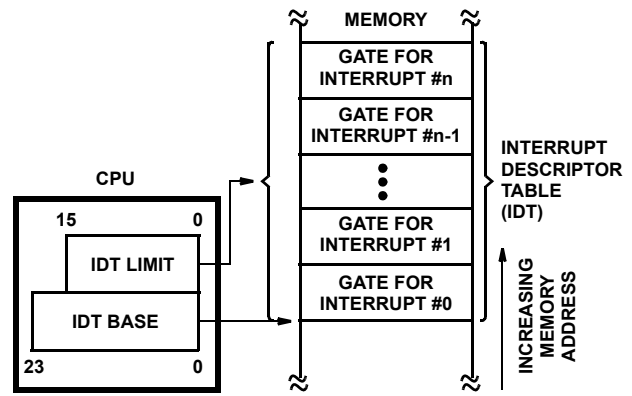 MEMORY
GATE FOR
INTERRUPT #n
GATE FOR
INTERRUPT #n-1
INTERRUPT
DESCRIPTOR
TABLE
(IDT)
CPU
15 0
IDT LIMIT
IDT BASE
23 0
GATE FOR
INTERRUPT #1
GATE FOR
INTERRUPT #0
INCREASING
MEMORY
ADDRESS